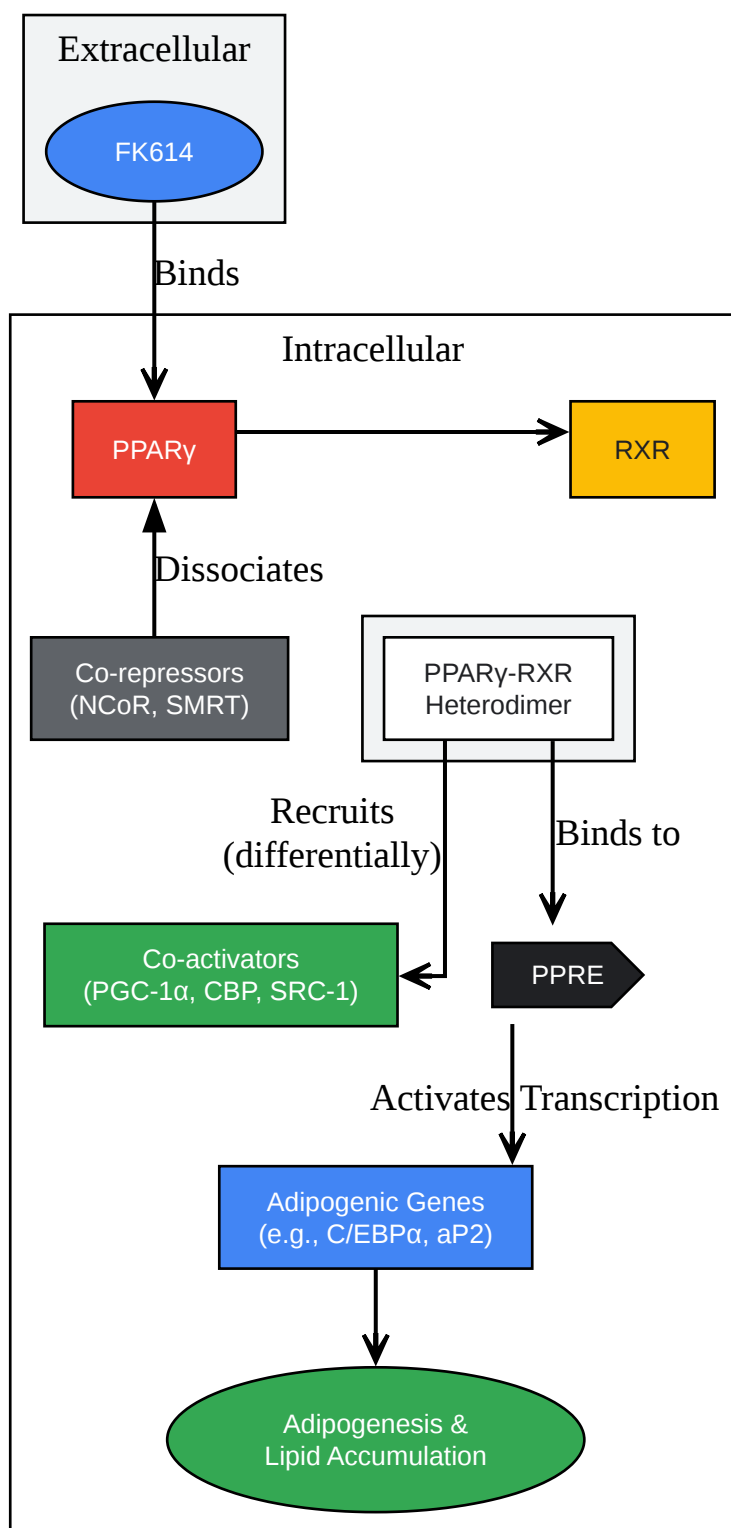 Extracellular
FK614
Binds
Intracellular
PPARγ
RXR
Dissociates
Co-repressors
(NCoR, SMRT)
PPARγ-RXR
Heterodimer
Recruits
(differentially)
Binds to
Co-activators
(PGC-1α, CBP, SRC-1)
PPRE
Activates Transcription
Adipogenic Genes
(e.g., C/EBPα, aP2)
Adipogenesis &
Lipid Accumulation